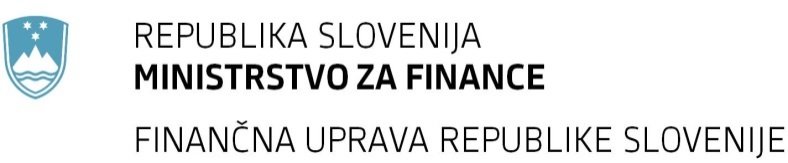 REPUBLIKA SLOVENIJA
MINISTRSTVO ZA FINANCE
FINANČNA UPRAVA REPUBLIKE SLOVENIJE